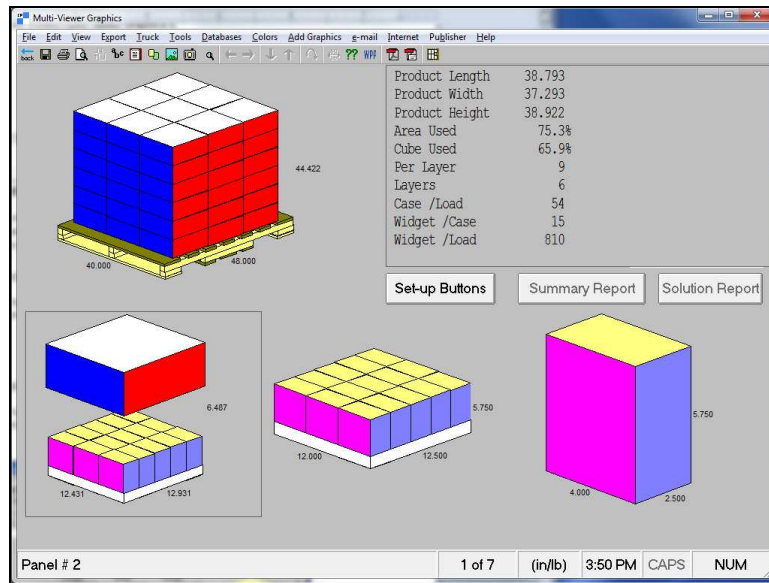 Multi-Viewer Graphics
File Edit View Export Truck Tools Databases Colors Add Graphics e-mail Internet Publisher Help
back abc ?? WPF
Product Length 38.793
Product Width 37.293
Product Height 38.922
Area Used 75.3%
Cube Used 65.9%
Per Layer 9
Layers 6
Case /Load 54
Widget /Case 15
Widget /Load 810
44.422
40.000 48.000
Set-up Buttons Summary Report Solution Report
6.487
12.431 12.931
5.750
12.000 12.500
5.750
4.000 2.500
Panel # 2 1 of 7 (in/lb) 3:50 PM CAPS NUM